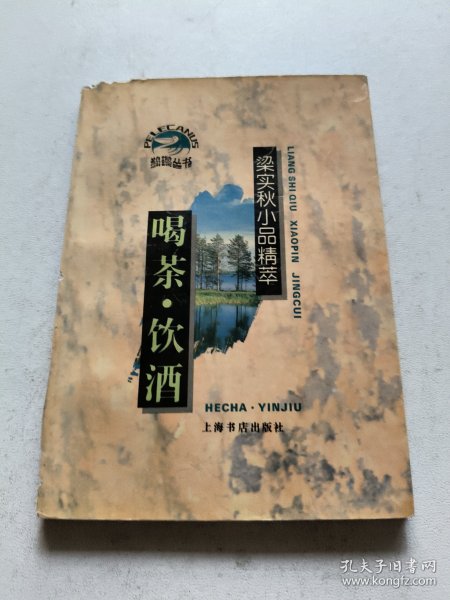 PELECANUS
鹈鹕丛书
梁实秋小品精萃
LIANG SHI QIU XIAOPIN JINGCUI
喝茶·饮酒
HECHA·YINJIU
上海书店出版社
孔夫子旧书网
www.kongfz.com